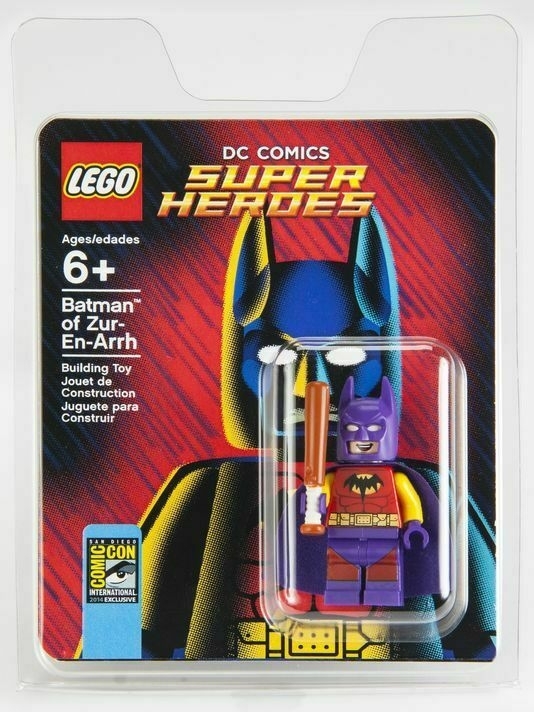 LEGO
DC COMICS
SUPER
HEROES
Ages/edades
6+
Batman™
of Zur-
En-Arrh
Building Toy
Jouet de
Construction
Juguete para
Construir
SAN DIEGO
COMIC
CON
INTERNATIONAL
2014 EXCLUSIVE